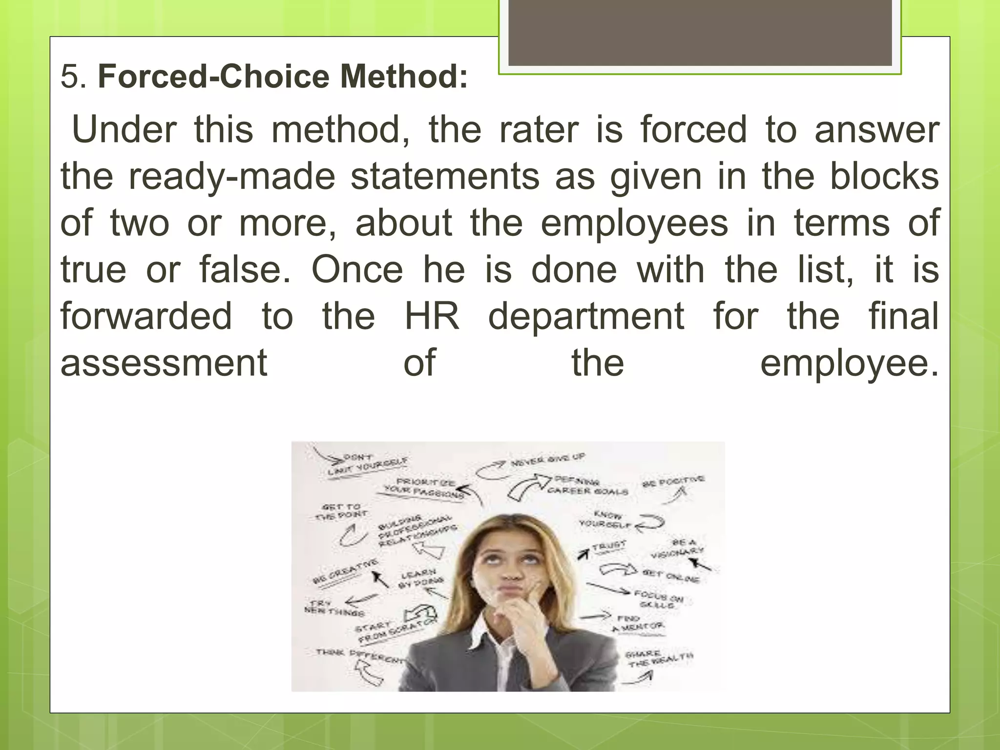 5. Forced-Choice Method:
Under this method, the rater is forced to answer
the ready-made statements as given in the blocks
of two or more, about the employees in terms of
true or false. Once he is done with the list, it is
forwarded to the HR department for the final
assessment of the employee.
DON'T
LIMIT YOURSELF
NEVER GIVE UP
PRIORITIZE
YOUR PASSIONS
DEFINING
CAREER GOALS
BE POSITIVE
GET TO
THE POINT
BUILDING
PROFESSIONAL
RELATIONSHIPS
KNOW
YOURSELF
TRUST
BE A
VISIONARY
BE CREATIVE
LEARN
BY DOING
GET ONLINE
TRY
NEW THINGS
FOCUS ON
SKILLS
START
FROM SCRATCH
FIND
A MENTOR
THINK DIFFERENT
SHARE
THE WEALTH